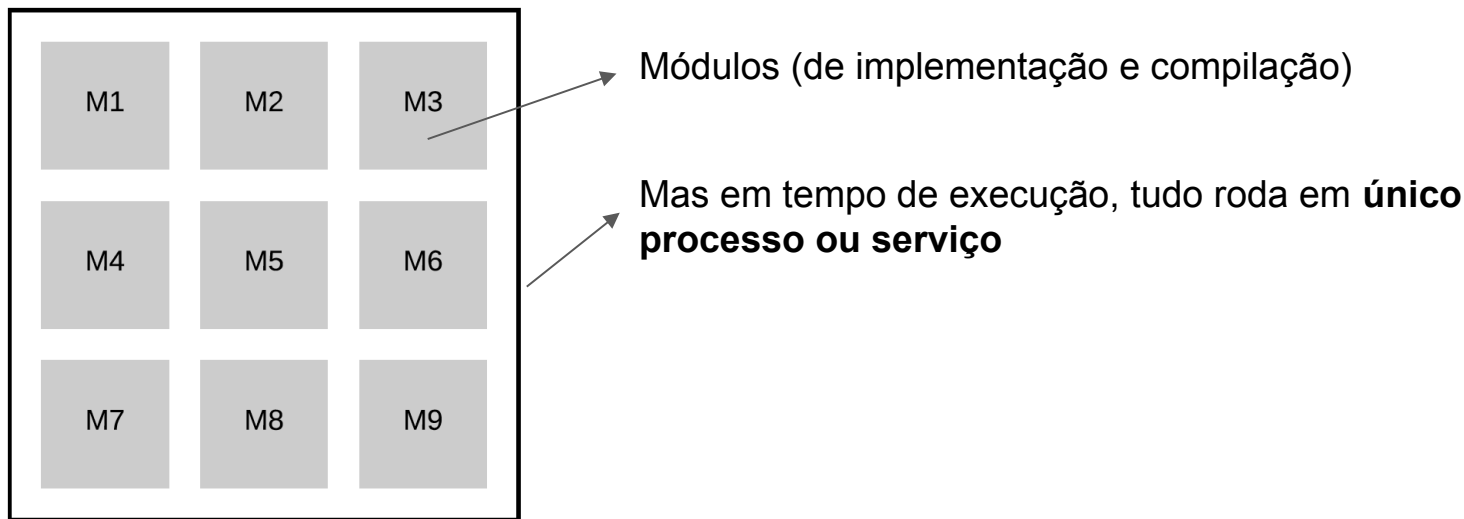 M1 M2 M3
Módulos (de implementação e compilação)
Mas em tempo de execução, tudo roda em único
processo ou serviço
M4 M5 M6
M7 M8 M9